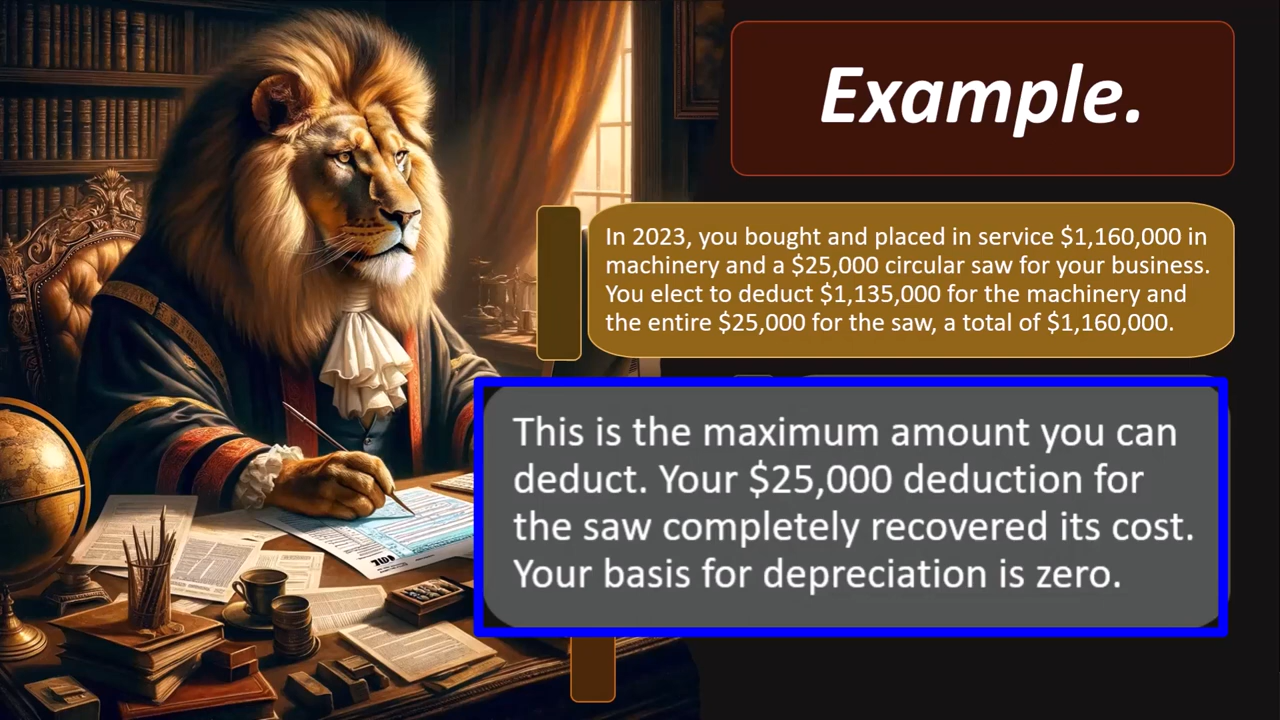 Example.
In 2023, you bought and placed in service $1,160,000 in
machinery and a $25,000 circular saw for your business.
You elect to deduct $1,135,000 for the machinery and
the entire $25,000 for the saw, a total of $1,160,000.
This is the maximum amount you can
deduct. Your $25,000 deduction for
the saw completely recovered its cost.
Your basis for depreciation is zero.